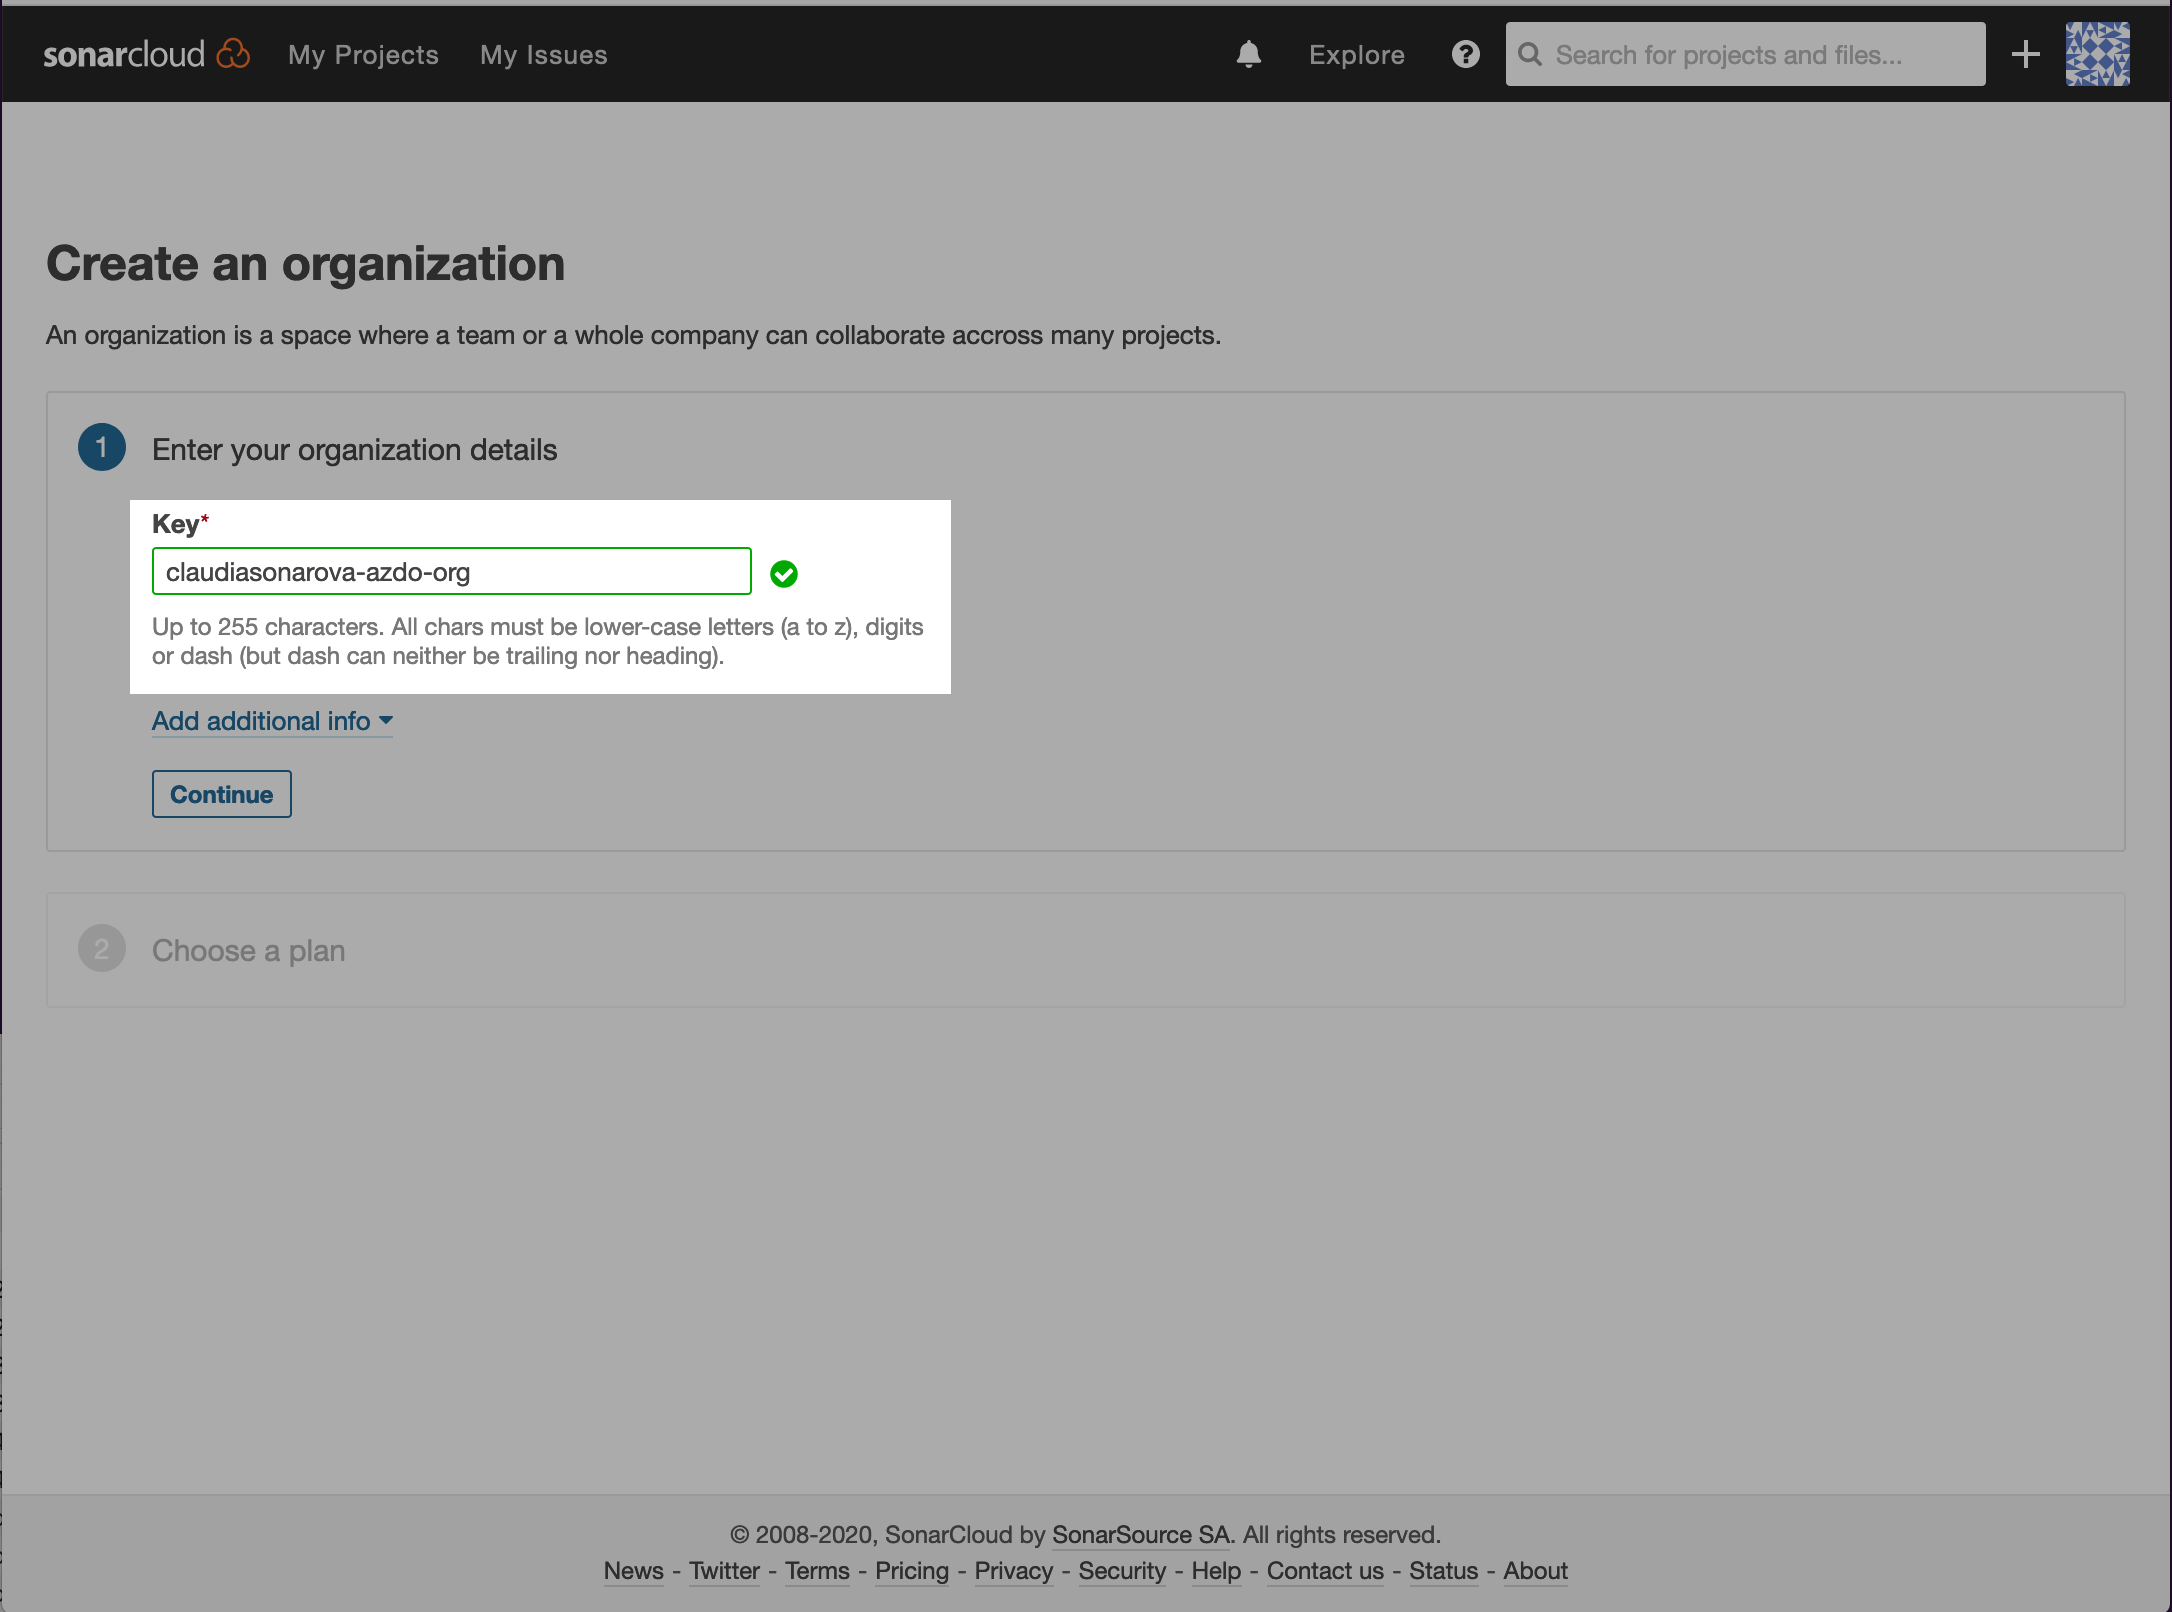 sonarcloud My Projects My Issues Explore ? Search for projects and files... +
Create an organization
An organization is a space where a team or a whole company can collaborate accross many projects.
1 Enter your organization details
Key*
claudiasonarova-azdo-org
Up to 255 characters. All chars must be lower-case letters (a to z), digits
or dash (but dash can neither be trailing nor heading).
Add additional info
Continue
2 Choose a plan
© 2008-2020, SonarCloud by SonarSource SA. All rights reserved.
News - Twitter - Terms - Pricing - Privacy - Security - Help - Contact us - Status - About